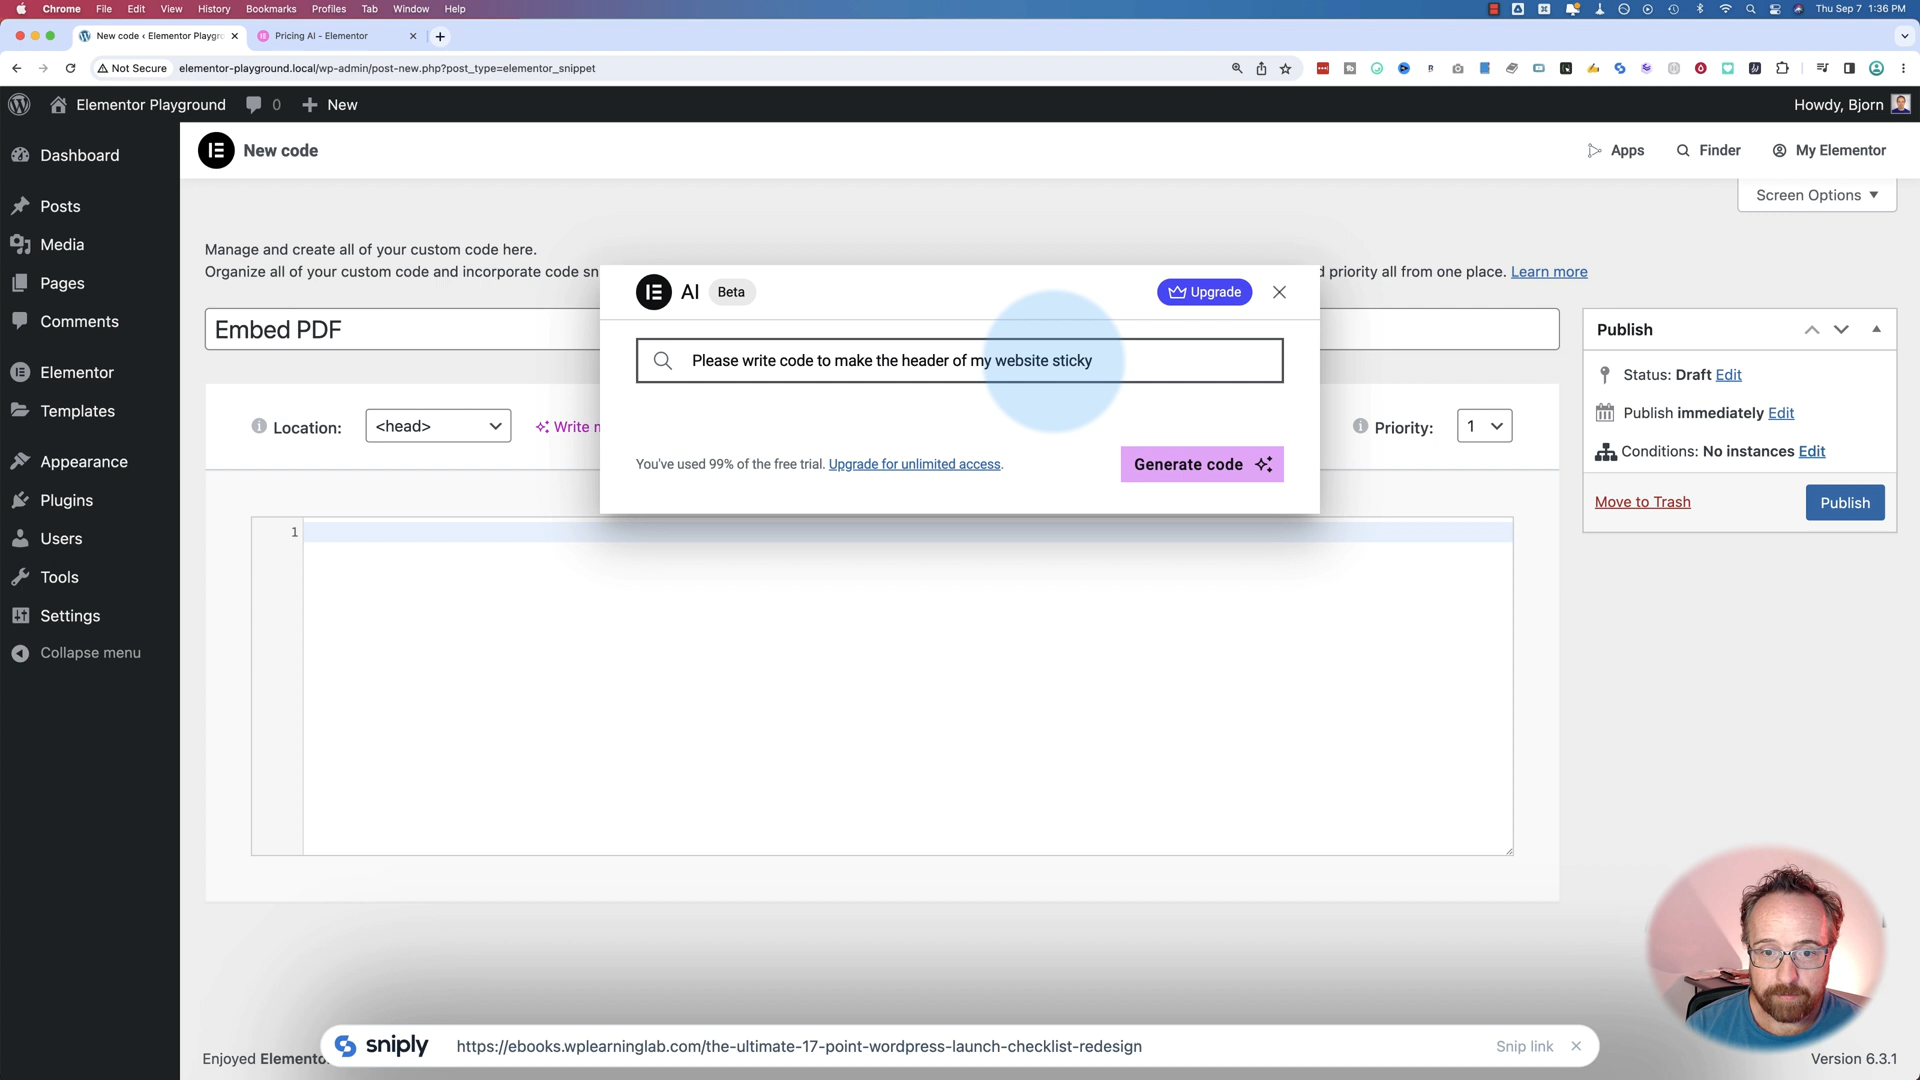 Chrome File Edit View History Bookmarks Profiles Tab Window Help Thu Sep 7 1:36 PM
New code ‹ Elementor Playgro Pricing AI - Elementor
Not Secure elementor-playground.local/wp-admin/post-new.php?post_type=elementor_snippet
Elementor Playground 0 New Howdy, Bjorn
Dashboard
Posts
Media
Pages
Comments
Elementor
Templates
Appearance
Plugins
Users
Tools
Settings
Collapse menu
New code Apps Finder My Elementor
Screen Options
Manage and create all of your custom code here.
Organize all of your custom code and incorporate code sn d priority all from one place. Learn more
Embed PDF
Location: <head> Write m Priority: 1
1
AI Beta Upgrade
Please write code to make the header of my website sticky
You've used 99% of the free trial. Upgrade for unlimited access.
Generate code
Publish
Status: Draft Edit
Publish immediately Edit
Conditions: No instances Edit
Move to Trash Publish
sniply https://ebooks.wplearninglab.com/the-ultimate-17-point-wordpress-launch-checklist-redesign Snip link
Enjoyed Elemento Version 6.3.1